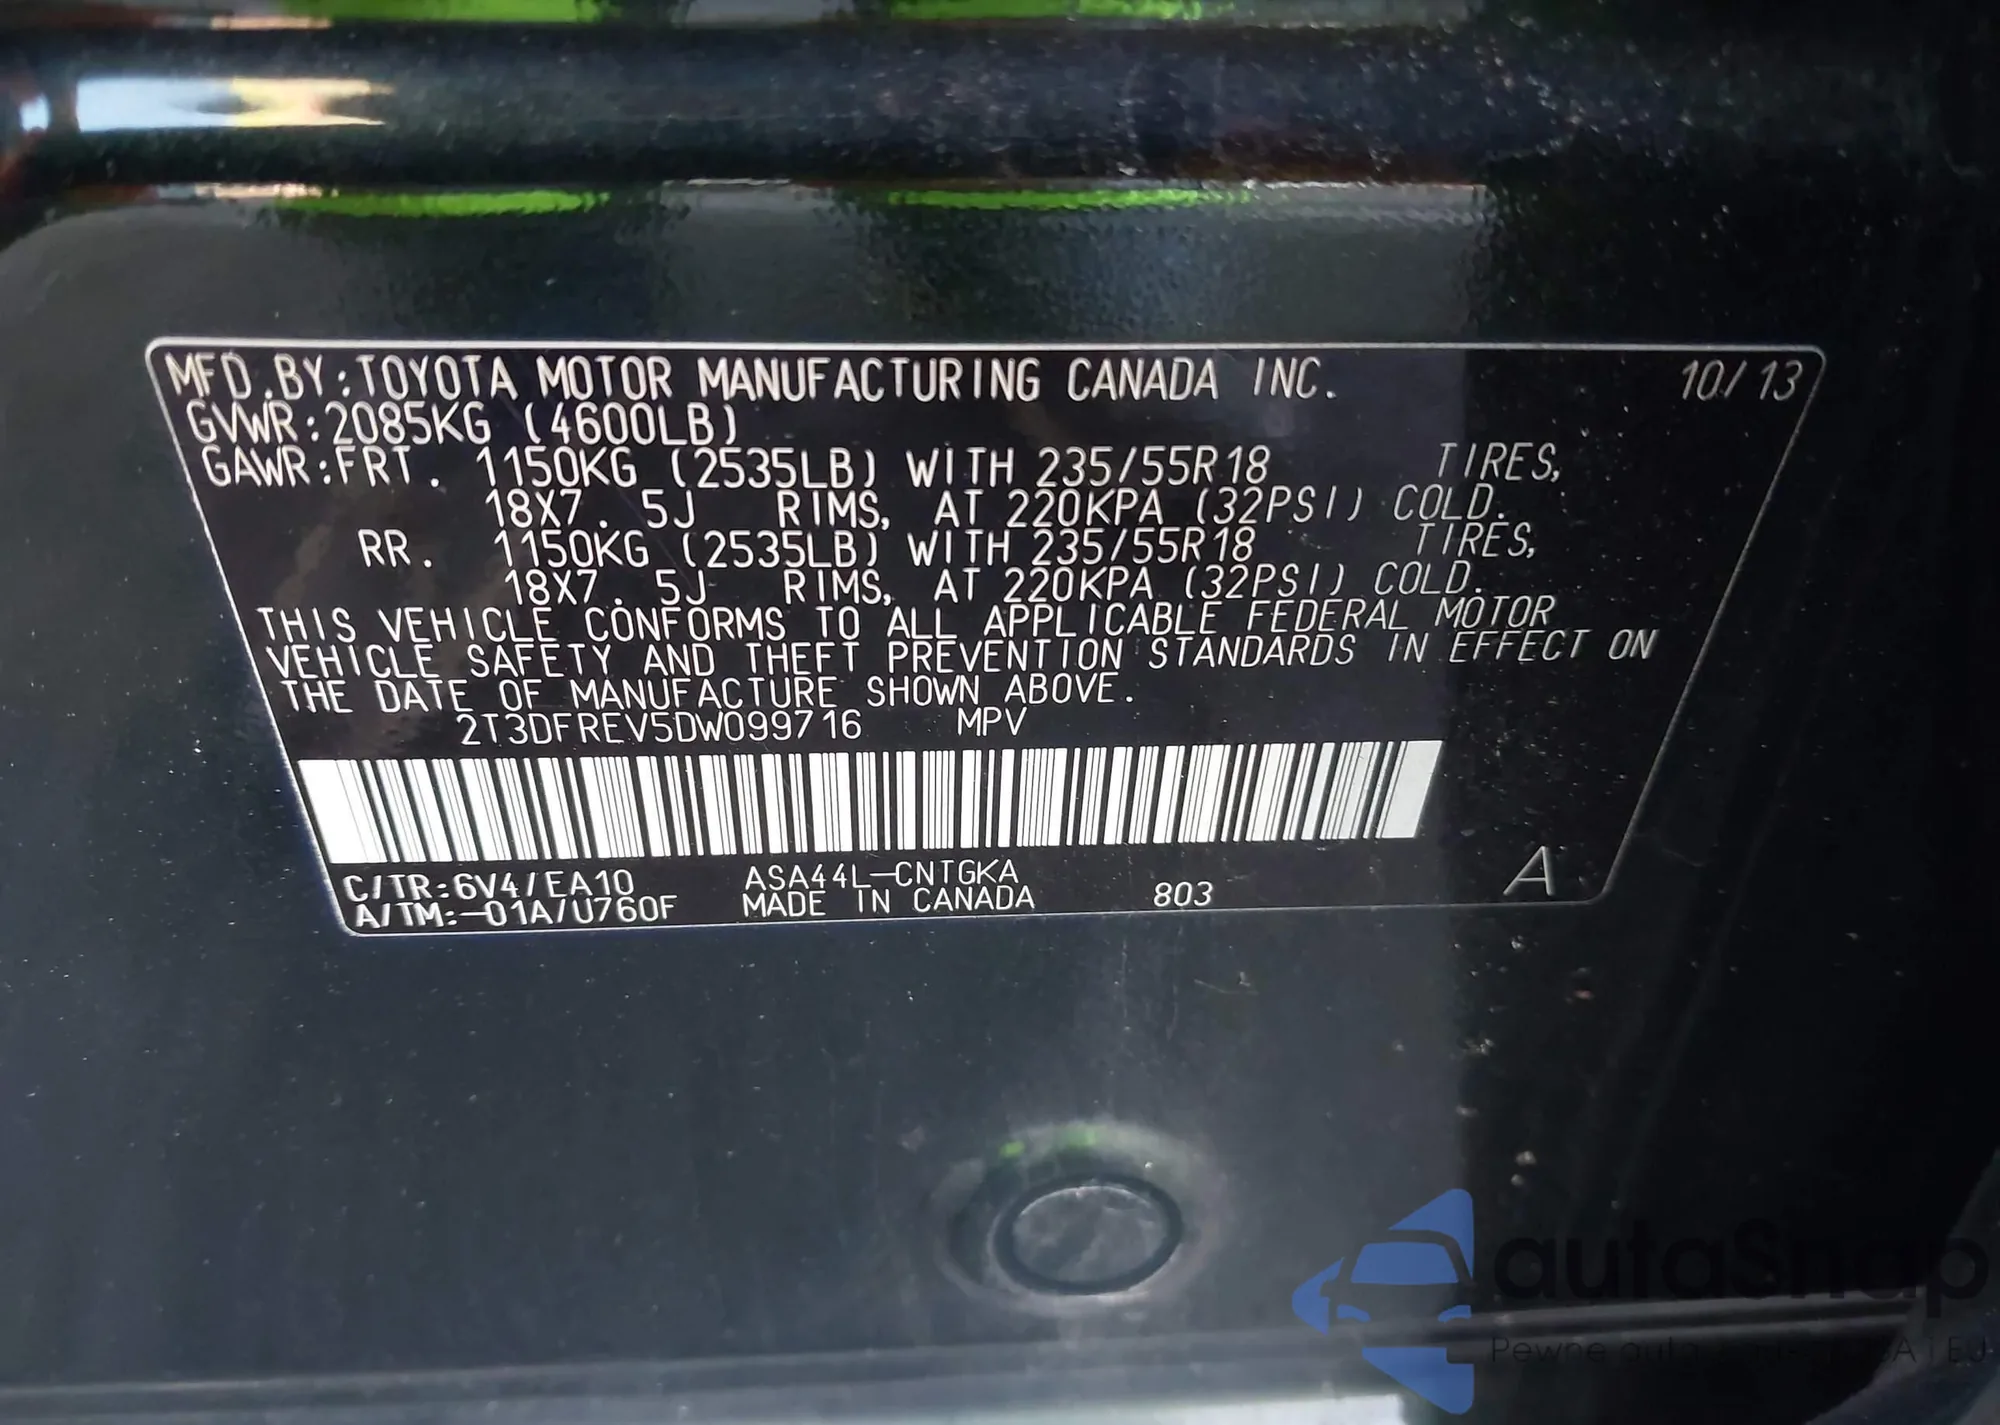 MFD.BY:TOYOTA MOTOR MANUFACTURING CANADA INC. 10/13
GVWR:2085KG (4600LB)
GAWR:FRT. 1150KG (2535LB) WITH 235/55R18 TIRES,
18X7.5J RIMS, AT 220KPA (32PSI) COLD.
RR. 1150KG (2535LB) WITH 235/55R18 TIRES,
18X7.5J RIMS, AT 220KPA (32PSI) COLD.
THIS VEHICLE CONFORMS TO ALL APPLICABLE FEDERAL MOTOR
VEHICLE SAFETY AND THEFT PREVENTION STANDARDS IN EFFECT ON
THE DATE OF MANUFACTURE SHOWN ABOVE.
2T3DFREV5DW099716 MPV
C/TR:6V4/EA10 ASA44L-CNTGKA
A/TM:-01A/U760F MADE IN CANADA 803 A
autaSnap
Pewne auta